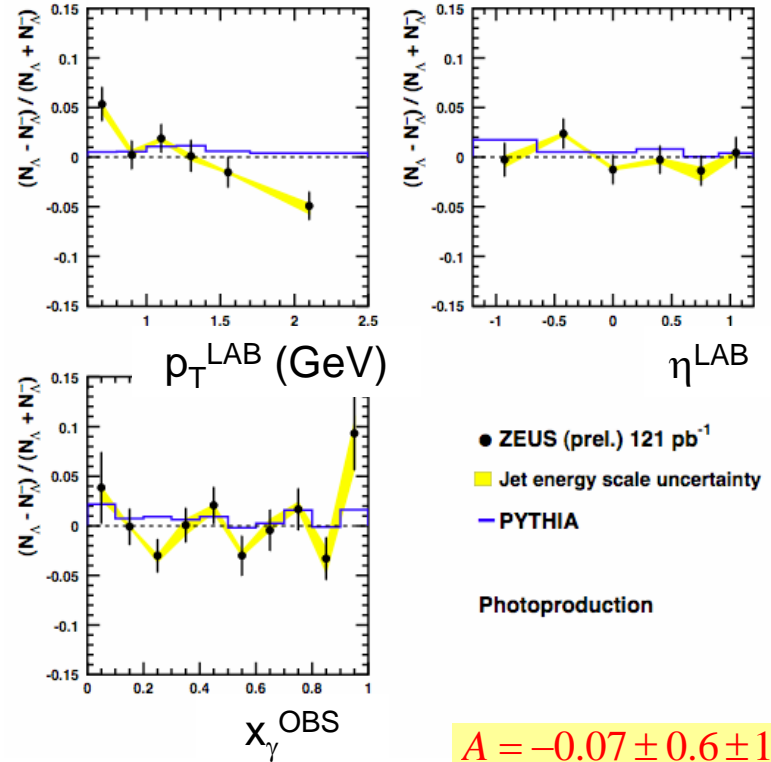 (N_Λ - N_Λ̄) / (N_Λ + N_Λ̄)
0.15
0.1
0.05
0
-0.05
-0.1
-0.15
1 1.5 2 2.5
p_T^LAB (GeV)
(N_Λ - N_Λ̄) / (N_Λ + N_Λ̄)
0.15
0.1
0.05
0
-0.05
-0.1
-0.15
-1 -0.5 0 0.5 1
η^LAB
(N_Λ - N_Λ̄) / (N_Λ + N_Λ̄)
0.15
0.1
0.05
0
-0.05
-0.1
-0.15
0 0.2 0.4 0.6 0.8 1
x_γ^OBS
ZEUS (prel.) 121 pb^-1
Jet energy scale uncertainty
PYTHIA
Photoproduction
A = −0.07 ± 0.6 ± 1